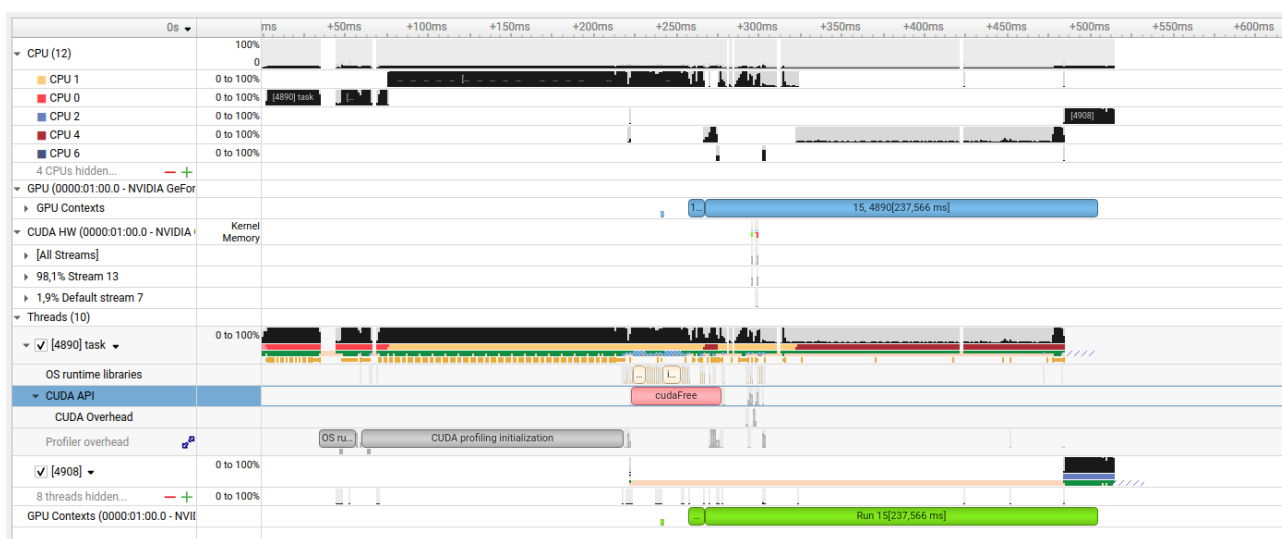 0s ms +50ms +100ms +150ms +200ms +250ms +300ms +350ms +400ms +450ms +500ms +550ms +600ms
CPU (12) 100%
0
CPU 1 0 to 100% [...
CPU 0 0 to 100% [4890] task [...
CPU 2 0 to 100% [4908]
CPU 4 0 to 100%
CPU 6 0 to 100%
4 CPUs hidden... − +
GPU (0000:01:00.0 - NVIDIA GeFor
GPU Contexts 1... 15, 4890[237,566 ms]
CUDA HW (0000:01:00.0 - NVIDIA Kernel
Memory
[All Streams]
98,1% Stream 13
1,9% Default stream 7
Threads (10)
[4890] task 0 to 100%
OS runtime libraries ... i...
CUDA API cudaFree
CUDA Overhead
Profiler overhead OS ru... CUDA profiling initialization
[4908] 0 to 100%
8 threads hidden... − + 0 to 100%
GPU Contexts (0000:01:00.0 - NVI ... Run 15[237,566 ms]